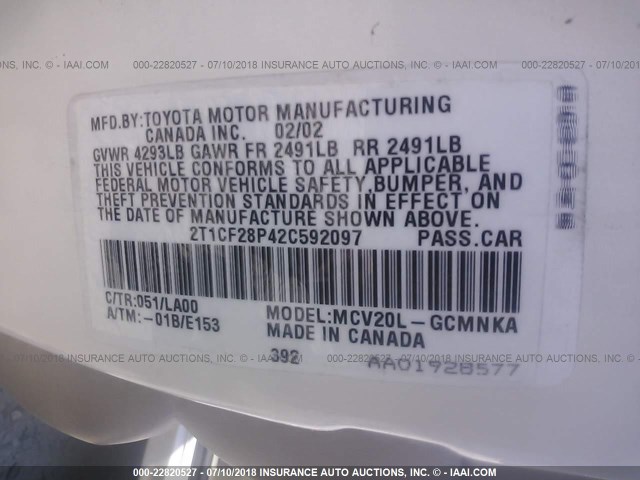 000-22820527 - 07/10/2018 - INSURANCE AUTO AUCTIONS, INC. - © - IAAI.COM
MFD.BY:TOYOTA MOTOR MANUFACTURING
CANADA INC. 02/02
GVWR 4293LB GAWR FR 2491LB RR 2491LB
THIS VEHICLE CONFORMS TO ALL APPLICABLE
FEDERAL MOTOR VEHICLE SAFETY,BUMPER, AND
THEFT PREVENTION STANDARDS IN EFFECT ON
THE DATE OF MANUFACTURE SHOWN ABOVE.
2T1CF28P42C592097 PASS.CAR
C/TR:051/LA00 MODEL:MCV20L-GCMNKA
A/TM:-01B/E153 MADE IN CANADA
392 AA01928577
000-22820527 - 07/10/2018 - INSURANCE AUTO AUCTIONS, INC. - © - IAAI.COM
000-22820527 - 07/10/2018 - INSURANCE AUTO AUCTIONS, INC. - © - IAAI.COM